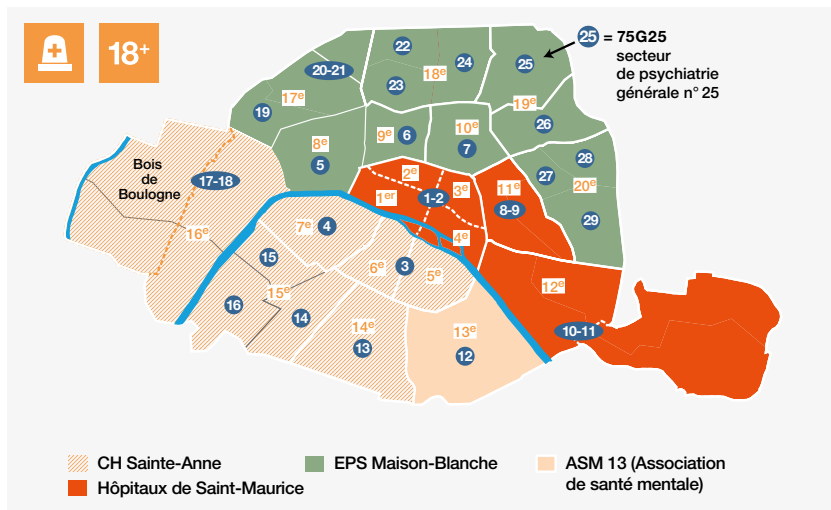 18+
25 = 75G25
secteur
de psychiatrie
générale n° 25
22
20-21
23
18e
24
25
17e
19
19e
8e
9e
6
10e
26
5
7
28
27
20e
29
Bois
de
Boulogne
17-18
2e
1er
1-2
3e
11e
8-9
16e
7e
4
4e
15
6e
3
5e
12e
15e
16
14
14e
13
13e
12
10-11
CH Sainte-Anne
Hôpitaux de Saint-Maurice
EPS Maison-Blanche
ASM 13 (Association
de santé mentale)